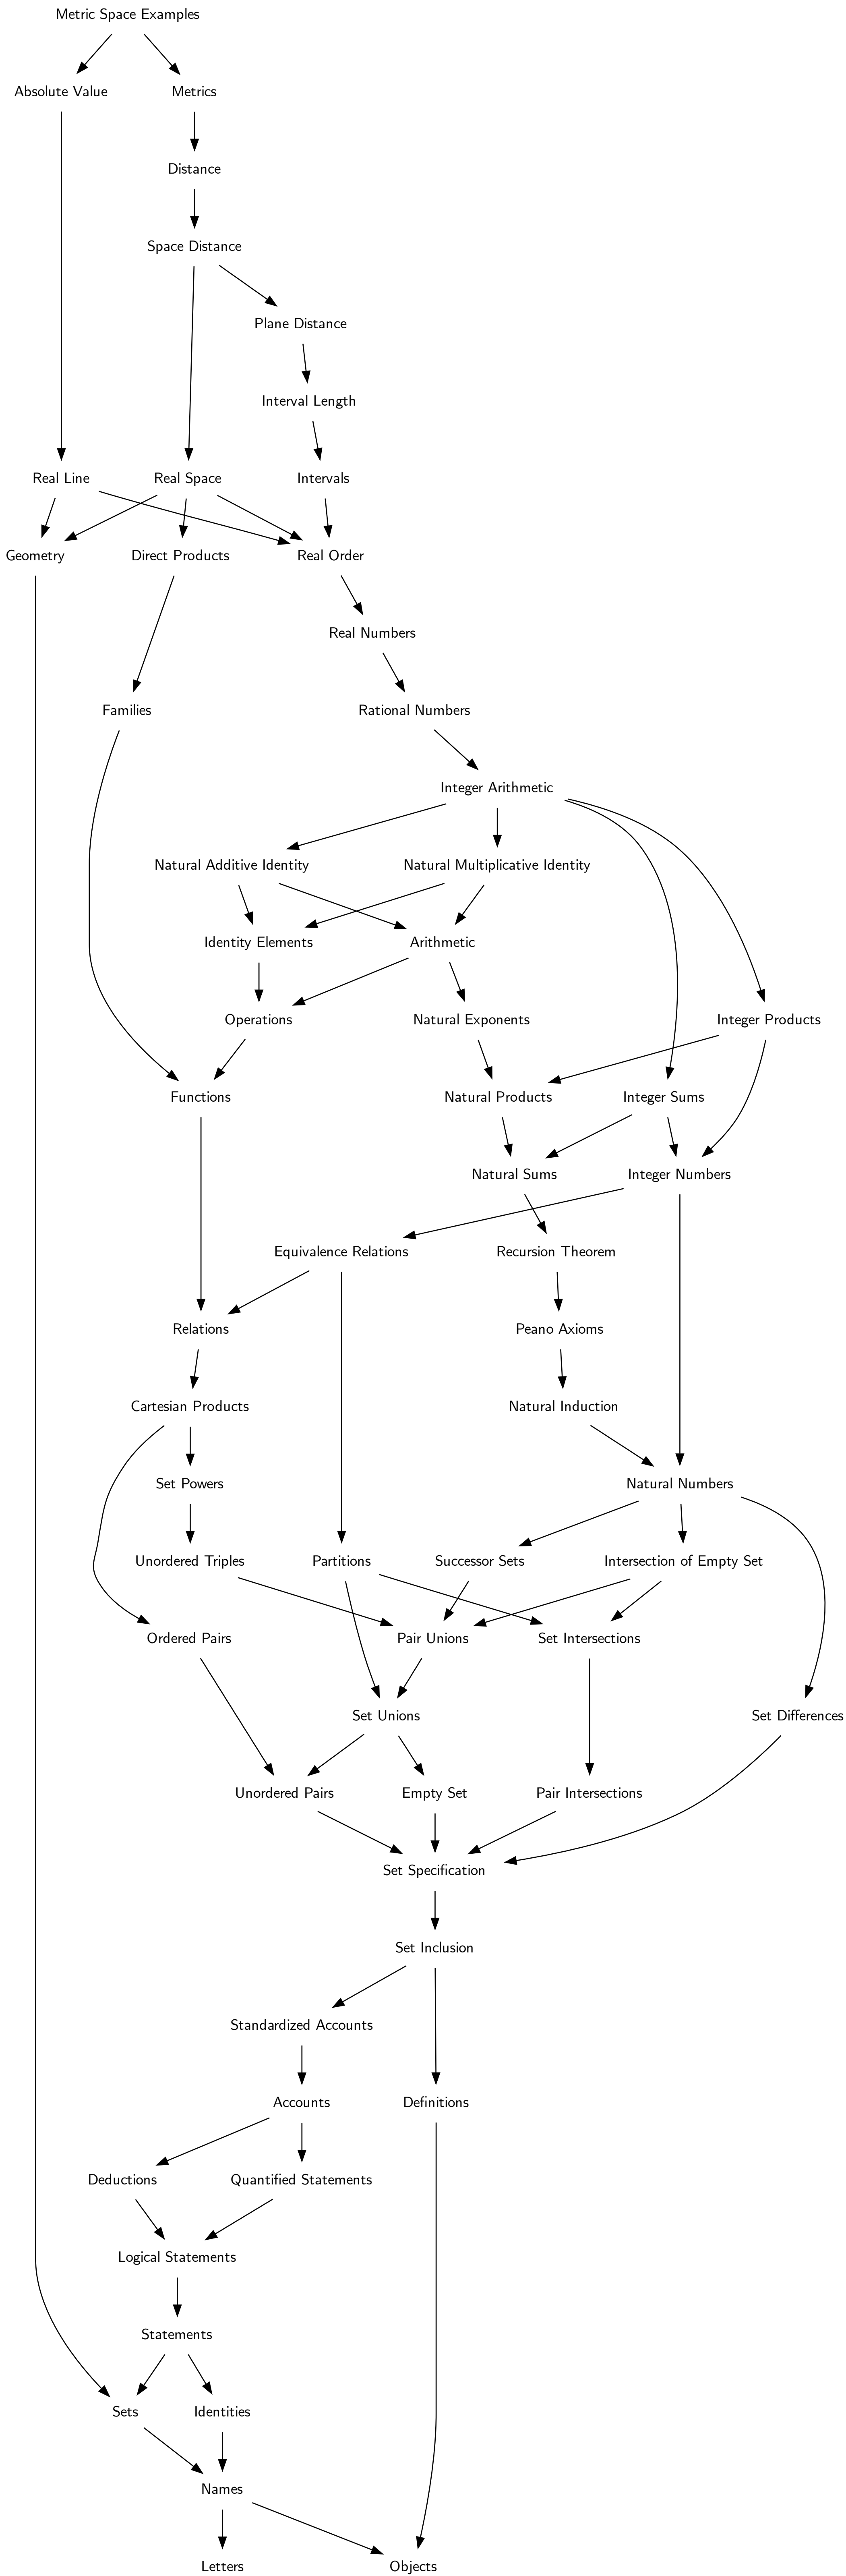 Metric Space Examples
Absolute Value
Metrics
Distance
Space Distance
Plane Distance
Interval Length
Real Line
Real Space
Intervals
Geometry
Direct Products
Real Order
Real Numbers
Families
Rational Numbers
Integer Arithmetic
Natural Additive Identity
Natural Multiplicative Identity
Identity Elements
Arithmetic
Operations
Natural Exponents
Integer Products
Functions
Natural Products
Integer Sums
Natural Sums
Integer Numbers
Equivalence Relations
Recursion Theorem
Relations
Peano Axioms
Cartesian Products
Natural Induction
Set Powers
Natural Numbers
Unordered Triples
Partitions
Successor Sets
Intersection of Empty Set
Ordered Pairs
Pair Unions
Set Intersections
Set Unions
Set Differences
Unordered Pairs
Empty Set
Pair Intersections
Set Specification
Set Inclusion
Standardized Accounts
Accounts
Definitions
Deductions
Quantified Statements
Logical Statements
Statements
Sets
Identities
Names
Letters
Objects